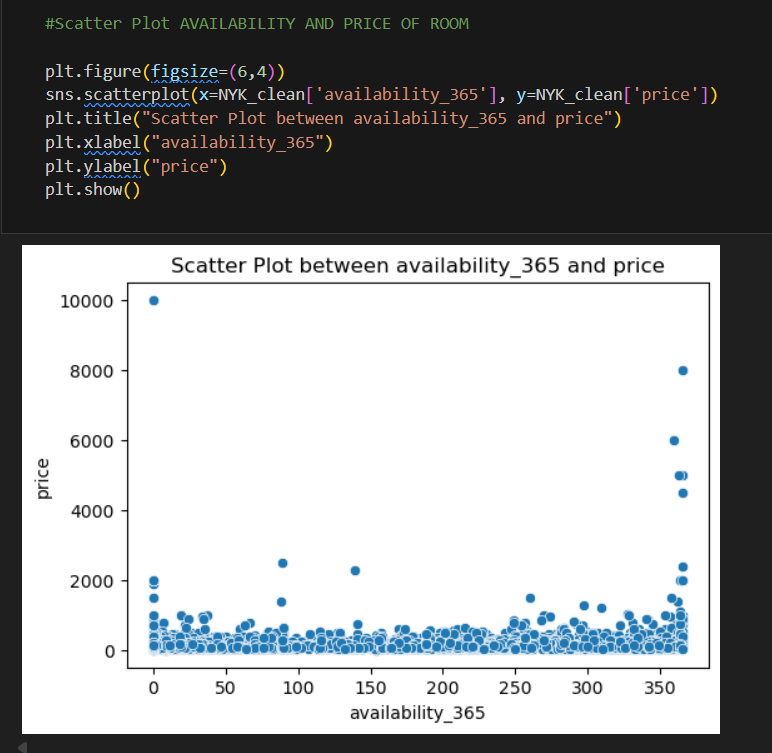 #Scatter Plot AVAILABILITY AND PRICE OF ROOM
plt.figure(figsize=(6,4))
sns.scatterplot(x=NYK_clean['availability_365'], y=NYK_clean['price'])
plt.title("Scatter Plot between availability_365 and price")
plt.xlabel("availability_365")
plt.ylabel("price")
plt.show()
Scatter Plot between availability_365 and price
10000
8000
6000
4000
2000
0
price
0 50 100 150 200 250 300 350
availability_365